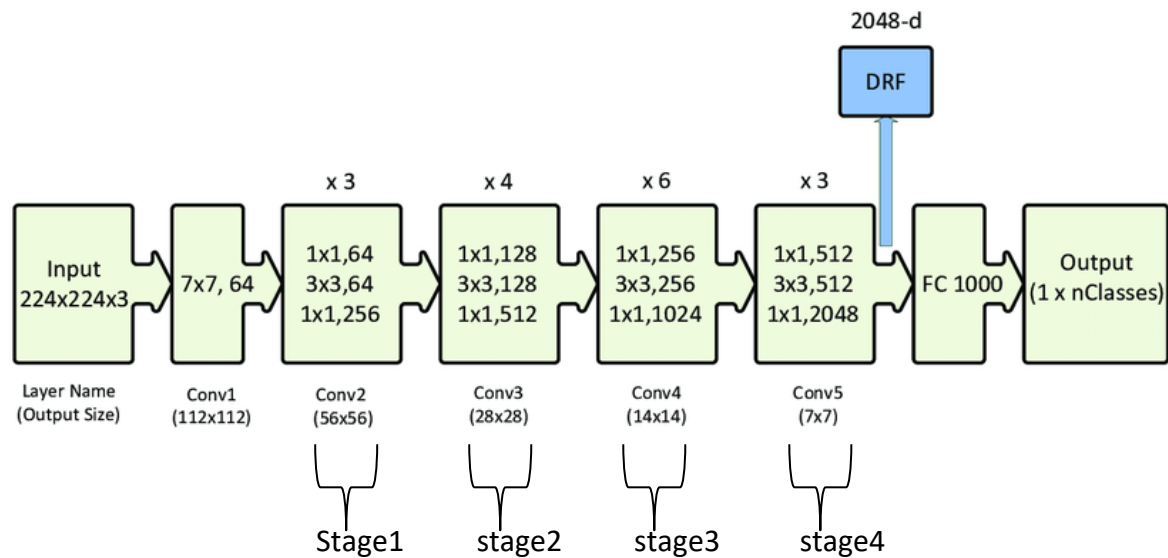 2048-d
DRF
x 3
x 4
x 6
x 3
Input
224x224x3
7x7, 64
1x1,64
3x3,64
1x1,256
1x1,128
3x3,128
1x1,512
1x1,256
3x3,256
1x1,1024
1x1,512
3x3,512
1x1,2048
FC 1000
Output
(1 x nClasses)
Layer Name
(Output Size)
Conv1
(112x112)
Conv2
(56x56)
Conv3
(28x28)
Conv4
(14x14)
Conv5
(7x7)
Stage1
stage2
stage3
stage4